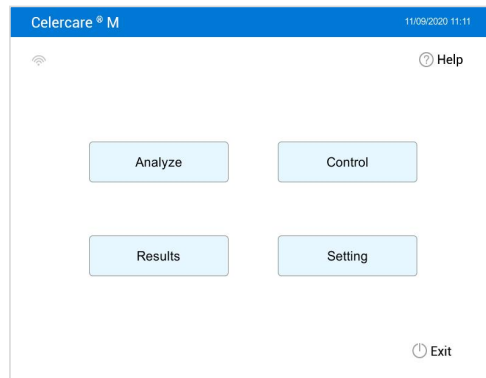 Celercare ® M 11/09/2020 11:11
? Help
Analyze Control
Results Setting
Exit